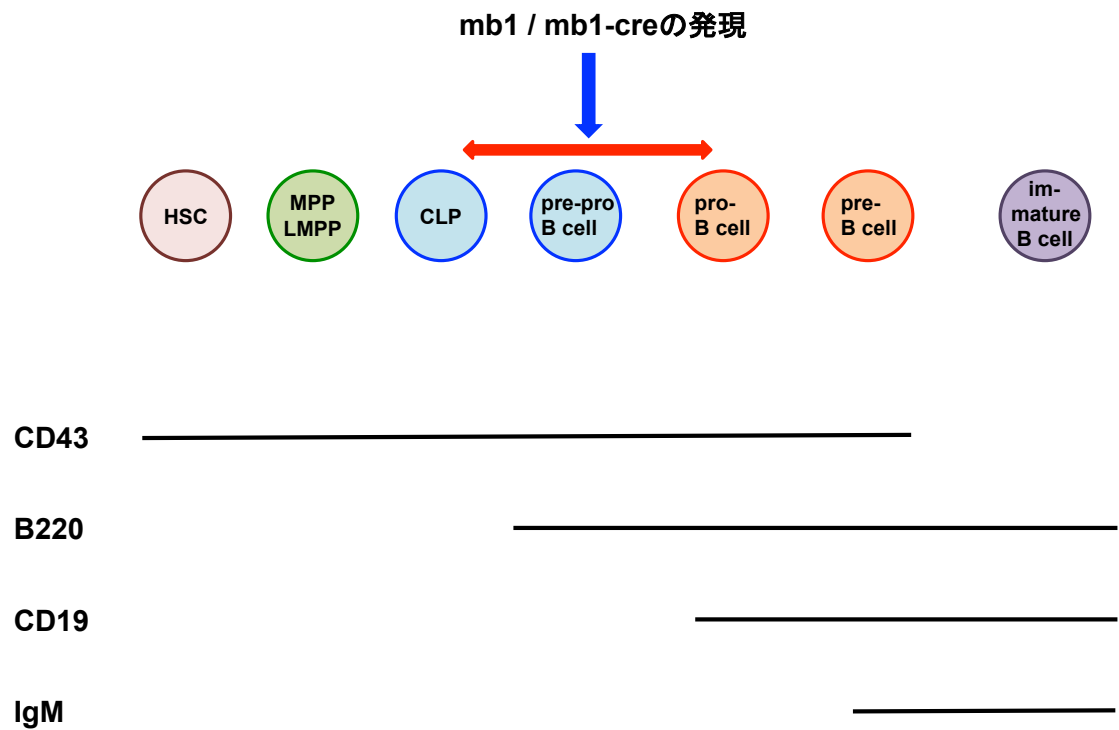 mb1 / mb1-creの発現
HSC
MPP
LMPP
CLP
pre-pro
B cell
pro-
B cell
pre-
B cell
im-
mature
B cell
CD43
B220
CD19
IgM